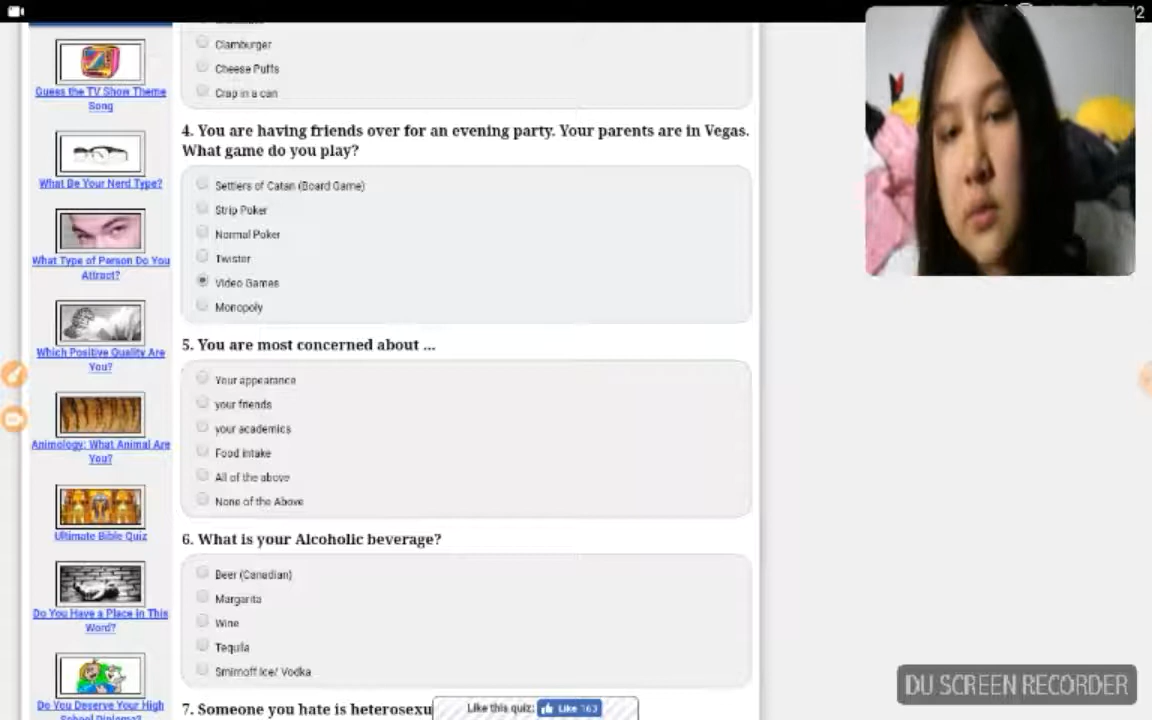 2
Clamburger
Cheese Puffs
Crap in a can
4. You are having friends over for an evening party. Your parents are in Vegas.
What game do you play?
Settlers of Catan (Board Game)
Strip Poker
Normal Poker
Twister
Video Games
Monopoly
5. You are most concerned about ...
Your appearance
your friends
your academics
Food intake
All of the above
None of the Above
6. What is your Alcoholic beverage?
Beer (Canadian)
Margarita
Wine
Tequila
Smirnoff Ice/ Vodka
7. Someone you hate is heterosexu
Like this quiz: Like 163
Guess the TV Show Theme
Song
What Be Your Nerd Type?
What Type of Person Do You
Attract?
Which Positive Quality Are
You?
Animology: What Animal Are
You?
Ultimate Bible Quiz
Do You Have a Place in This
Word?
Do You Deserve Your High
School Diploma?
DU SCREEN RECORDER